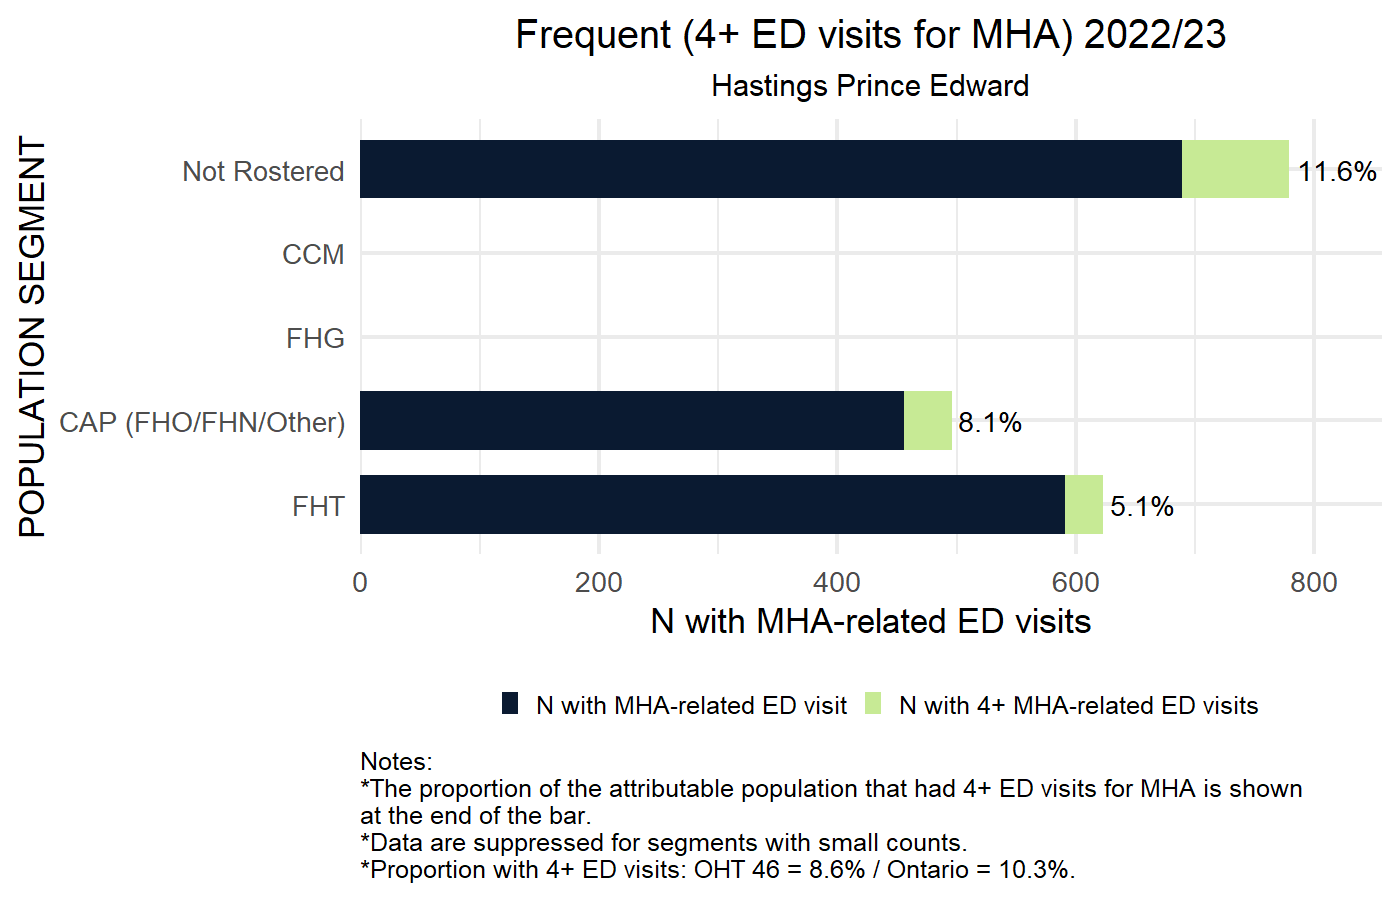 Frequent (4+ ED visits for MHA) 2022/23
Hastings Prince Edward
POPULATION SEGMENT
Not Rostered
11.6%
CCM
FHG
CAP (FHO/FHN/Other)
8.1%
FHT
5.1%
0
200
400
600
800
N with MHA-related ED visits
N with MHA-related ED visit
N with 4+ MHA-related ED visits
Notes:
*The proportion of the attributable population that had 4+ ED visits for MHA is shown
at the end of the bar.
*Data are suppressed for segments with small counts.
*Proportion with 4+ ED visits: OHT 46 = 8.6% / Ontario = 10.3%.